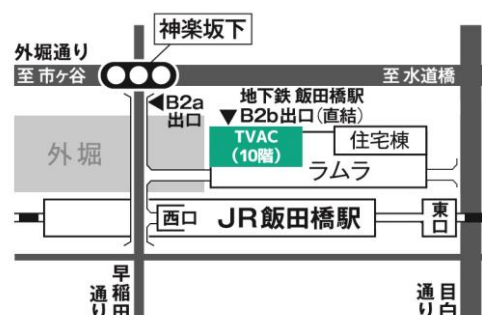 神楽坂下
外堀通り
至 市ヶ谷
至 水道橋
◀B2a
出口
地下鉄 飯田橋駅
▼B2b出口(直結)
TVAC
(10階)
住宅棟
ラムラ
外堀
西口
JR飯田橋駅
東口
早稲田
通り
目白
通り